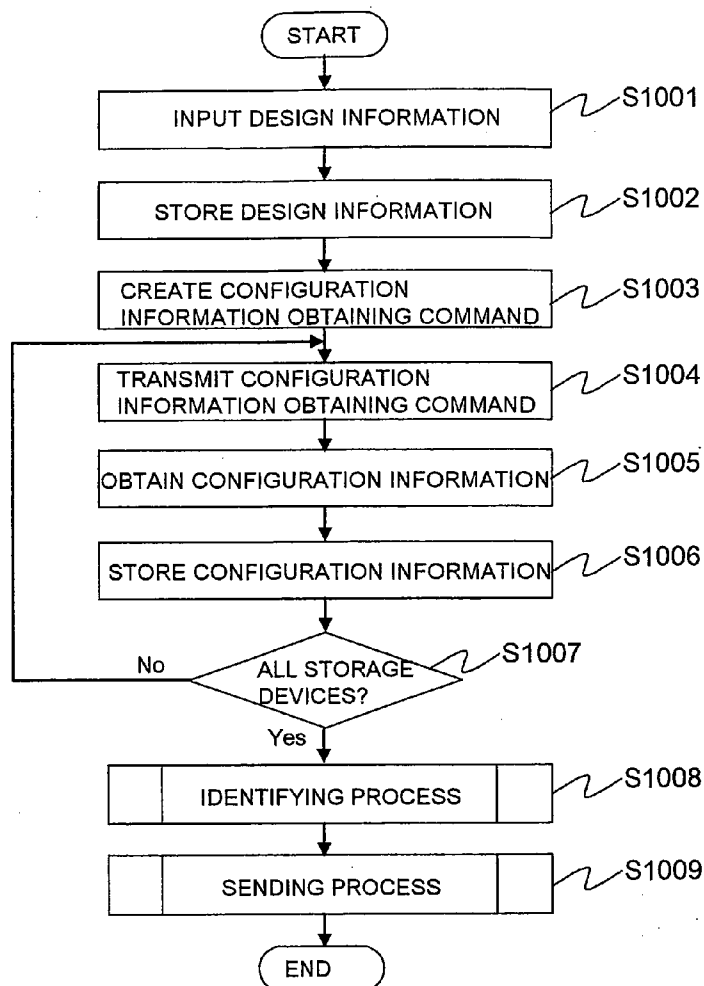 START
INPUT DESIGN INFORMATION
S1001
STORE DESIGN INFORMATION
S1002
CREATE CONFIGURATION
INFORMATION OBTAINING COMMAND
S1003
TRANSMIT CONFIGURATION
INFORMATION OBTAINING COMMAND
S1004
OBTAIN CONFIGURATION INFORMATION
S1005
STORE CONFIGURATION INFORMATION
S1006
ALL STORAGE
DEVICES?
S1007
No
Yes
IDENTIFYING PROCESS
S1008
SENDING PROCESS
S1009
END